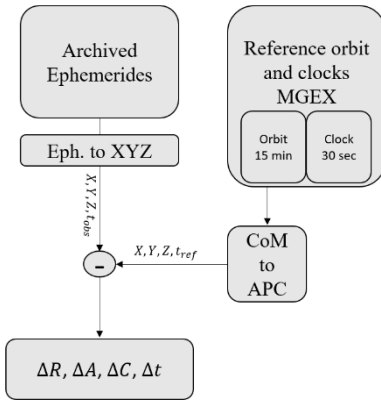 Archived
Ephemerides
Eph. to XYZ
X, Y, Z, t_obs
Reference orbit
and clocks
MGEX
Orbit
15 min
Clock
30 sec
CoM
to
APC
X, Y, Z, t_ref
-
ΔR, ΔA, ΔC, Δt